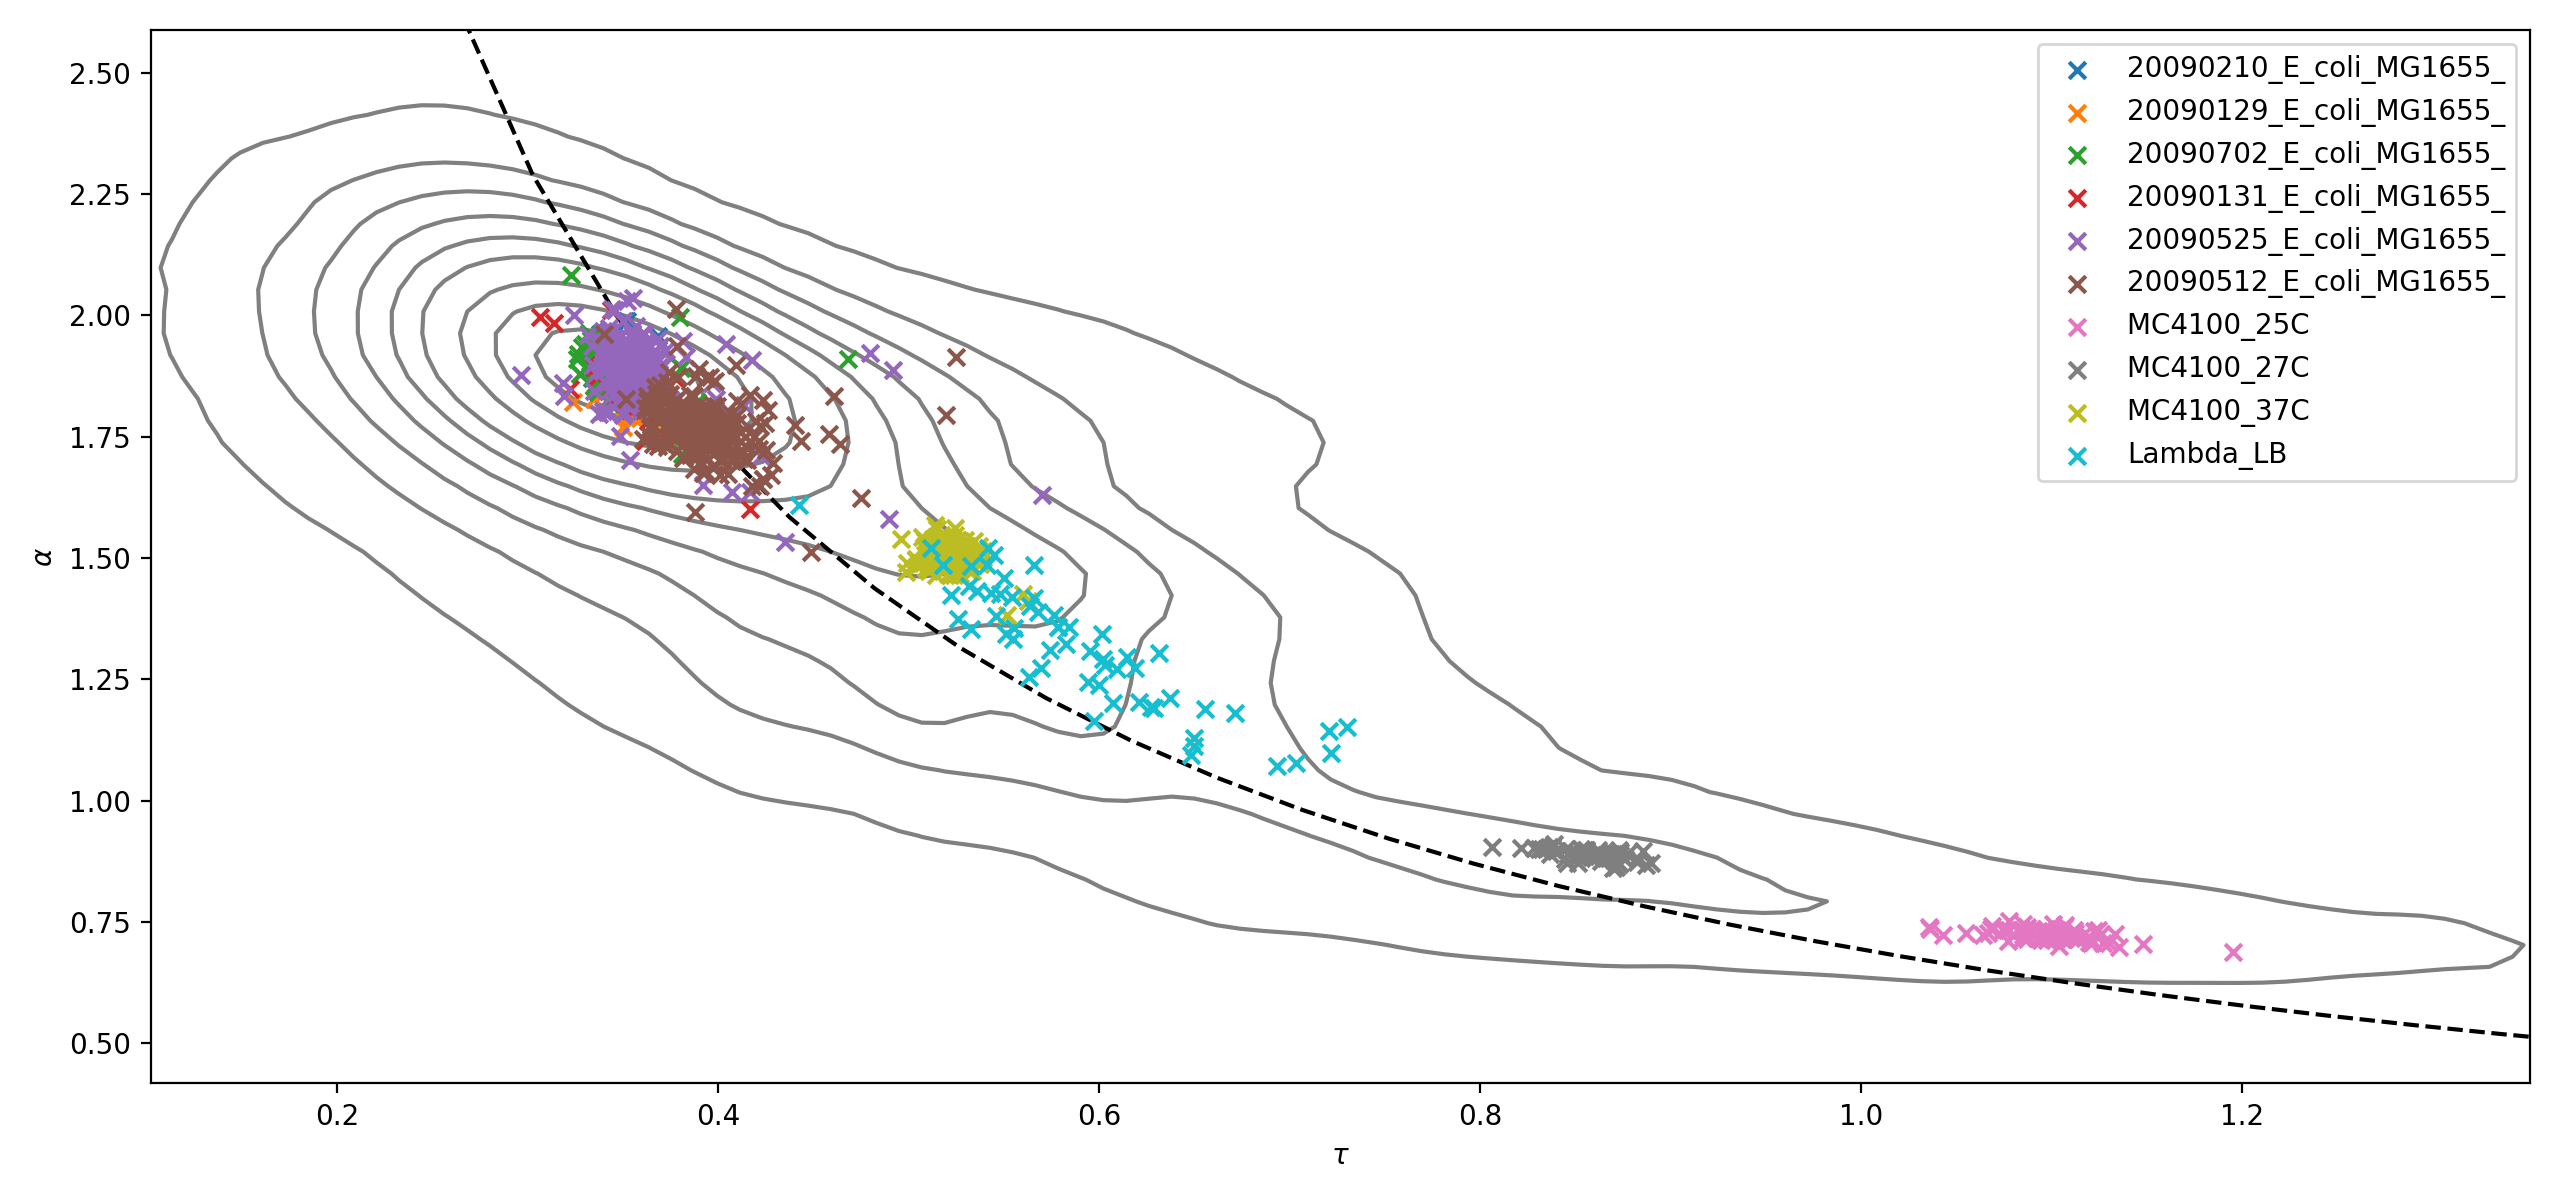 2.50
2.25
2.00
1.75
1.50
1.25
1.00
0.75
0.50
α
0.2
0.4
0.6
0.8
1.0
1.2
τ
20090210_E_coli_MG1655_
20090129_E_coli_MG1655_
20090702_E_coli_MG1655_
20090131_E_coli_MG1655_
20090525_E_coli_MG1655_
20090512_E_coli_MG1655_
MC4100_25C
MC4100_27C
MC4100_37C
Lambda_LB